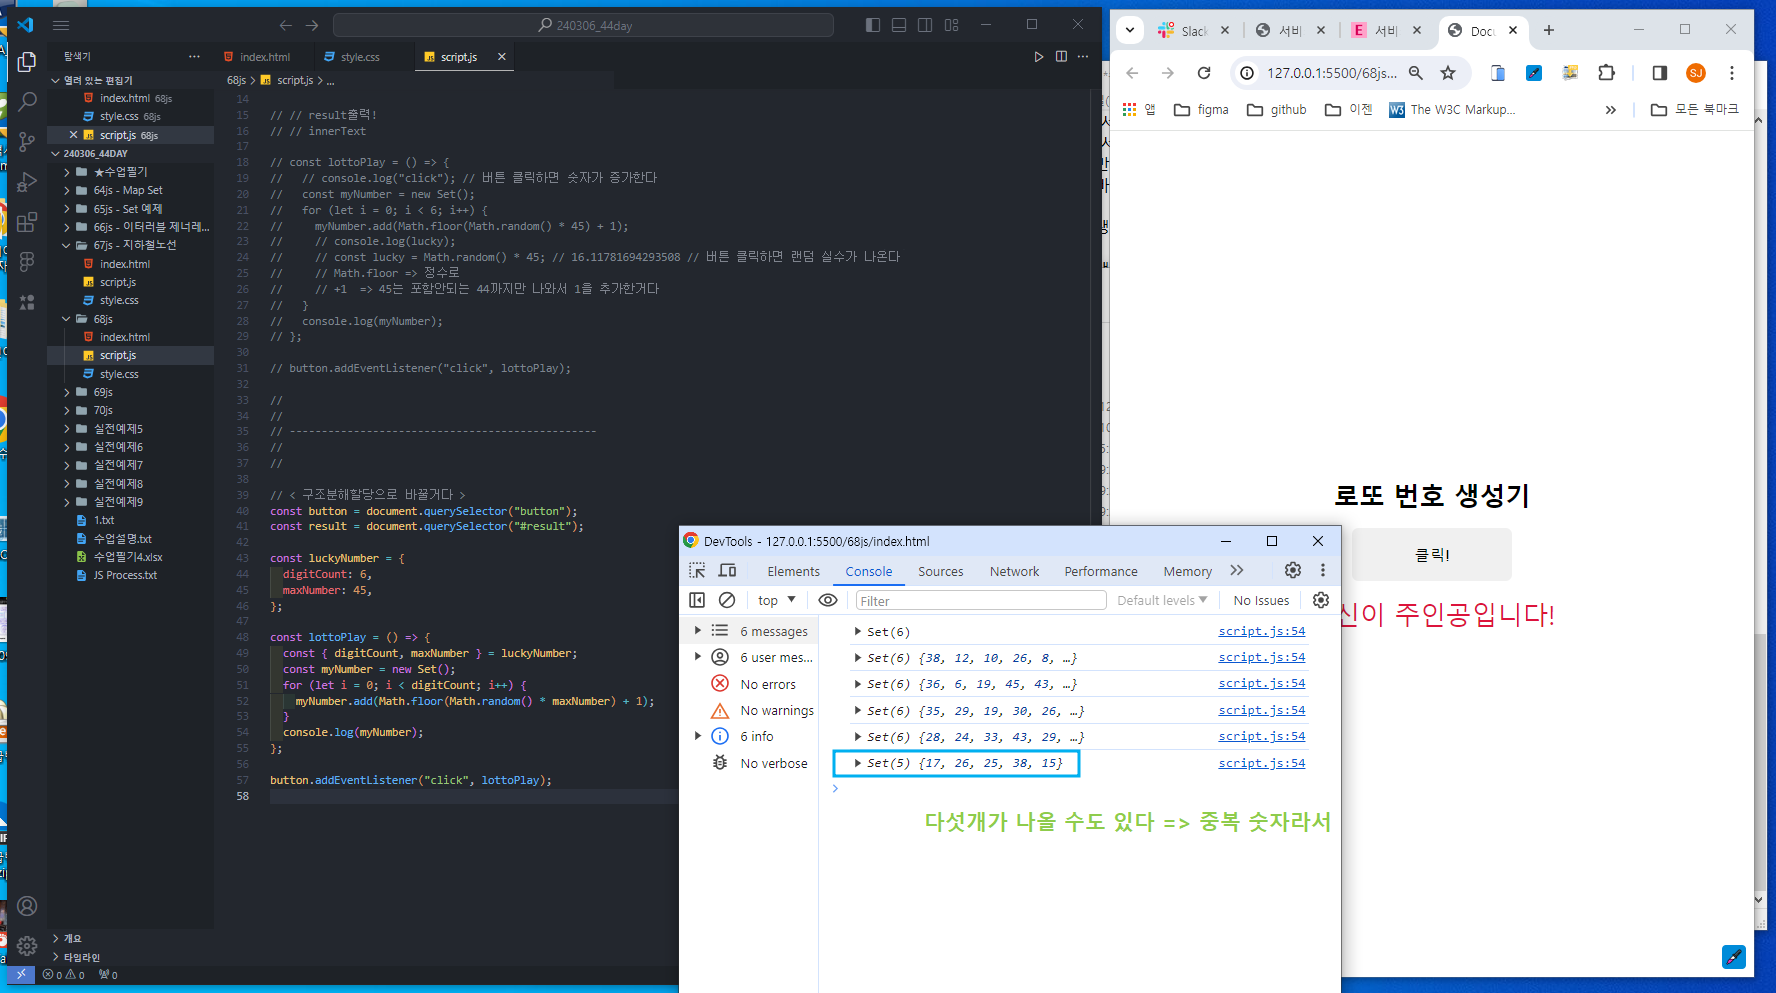 240306_44day
탐색기
열려 있는 편집기
index.html 68js
style.css 68js
script.js 68js
240306_44DAY
★수업필기
64js - Map Set
65js - Set 예제
66js - 이터러블 제너레...
67js - 지하철노선
index.html
script.js
style.css
68js
index.html
script.js
style.css
69js
70js
실전예제5
실전예제6
실전예제7
실전예제8
실전예제9
1.txt
수업설명.txt
수업필기4.xlsx
JS Process.txt
개요
타임라인
0 0 0
index.html
style.css
script.js
68js > script.js > ...
14
15 // // result출력!
16 // // innerText
17
18 // const lottoPlay = () => {
19 //   // console.log("click"); // 버튼 클릭하면 숫자가 증가한다
20 //   const myNumber = new Set();
21 //   for (let i = 0; i < 6; i++) {
22 //     myNumber.add(Math.floor(Math.random() * 45) + 1);
23 //     // console.log(lucky);
24 //     // const lucky = Math.random() * 45; // 16.11781694293508 // 버튼 클릭하면 랜덤 실수가 나온다
25 //     // Math.floor => 정수로
26 //     // +1  => 45는 포함안되는 44까지만 나와서 1을 추가한거다
27 //   }
28 //   console.log(myNumber);
29 // };
30
31 // button.addEventListener("click", lottoPlay);
32
33 //
34 //
35 // ------------------------------------------------
36 //
37 //
38
39 // < 구조분해할당으로 바꿀거다 >
40 const button = document.querySelector("button");
41 const result = document.querySelector("#result");
42
43 const luckyNumber = {
44   digitCount: 6,
45   maxNumber: 45,
46 };
47
48 const lottoPlay = () => {
49   const { digitCount, maxNumber } = luckyNumber;
50   const myNumber = new Set();
51   for (let i = 0; i < digitCount; i++) {
52     myNumber.add(Math.floor(Math.random() * maxNumber) + 1);
53   }
54   console.log(myNumber);
55 };
56
57 button.addEventListener("click", lottoPlay);
58
Slack
서비
서비
Docu
127.0.0.1:5500/68js...
SJ
앱
figma
github
이젠
The W3C Markup...
모든 북마크
로또 번호 생성기
클릭!
신이 주인공입니다!
DevTools - 127.0.0.1:5500/68js/index.html
Elements
Console
Sources
Network
Performance
Memory
top
Filter
Default levels
No Issues
6 messages
6 user mes...
No errors
No warnings
6 info
No verbose
Set(6) script.js:54
Set(6) {38, 12, 10, 26, 8, …} script.js:54
Set(6) {36, 6, 19, 45, 43, …} script.js:54
Set(6) {35, 29, 19, 30, 26, …} script.js:54
Set(6) {28, 24, 33, 43, 29, …} script.js:54
Set(5) {17, 26, 25, 38, 15} script.js:54
다섯개가 나올 수도 있다 => 중복 숫자라서